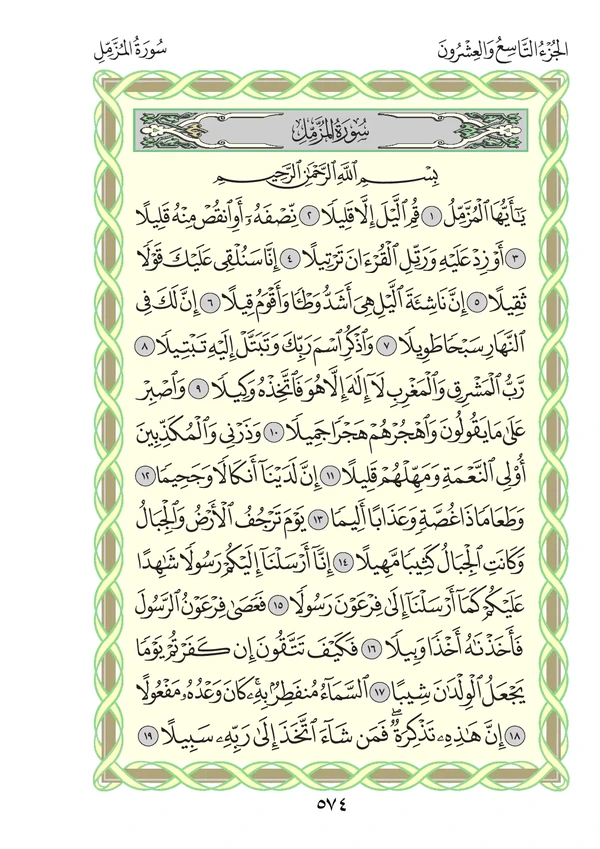 الجُزْءُ التَّاسِعُ وَالعِشْرُونَ
سُورَةُ المُزَّمِّلِ
سُورَةُ المُزَّمِّلِ
بِسْمِ ٱللَّهِ ٱلرَّحْمَٰنِ ٱلرَّحِيمِ
يَٰٓأَيُّهَا ٱلْمُزَّمِّلُ ١ قُمِ ٱلَّيْلَ إِلَّا قَلِيلًا ٢ نِّصْفَهُۥٓ أَوِ ٱنقُصْ مِنْهُ قَلِيلًا
٣ أَوْ زِدْ عَلَيْهِ وَرَتِّلِ ٱلْقُرْءَانَ تَرْتِيلًا ٤ إِنَّا سَنُلْقِى عَلَيْكَ قَوْلًا
ثَقِيلًا ٥ إِنَّ نَاشِئَةَ ٱلَّيْلِ هِىَ أَشَدُّ وَطْـًٔا وَأَقْوَمُ قِيلًا ٦ إِنَّ لَكَ فِى
ٱلنَّهَارِ سَبْحًا طَوِيلًا ٧ وَٱذْكُرِ ٱسْمَ رَبِّكَ وَتَبَتَّلْ إِلَيْهِ تَبْتِيلًا ٨
رَّبُّ ٱلْمَشْرِقِ وَٱلْمَغْرِبِ لَآ إِلَٰهَ إِلَّا هُوَ فَٱتَّخِذْهُ وَكِيلًا ٩ وَٱصْبِرْ
عَلَىٰ مَا يَقُولُونَ وَٱهْجُرْهُمْ هَجْرًا جَمِيلًا ١٠ وَذَرْنِى وَٱلْمُكَذِّبِينَ
أُو۟لِى ٱلنَّعْمَةِ وَمَهِّلْهُمْ قَلِيلًا ١١ إِنَّ لَدَيْنَآ أَنكَالًا وَجَحِيمًا ١٢
وَطَعَامًا ذَا غُصَّةٍ وَعَذَابًا أَلِيمًا ١٣ يَوْمَ تَرْجُفُ ٱلْأَرْضُ وَٱلْجِبَالُ
وَكَانَتِ ٱلْجِبَالُ كَثِيبًا مَّهِيلًا ١٤ إِنَّآ أَرْسَلْنَآ إِلَيْكُمْ رَسُولًا شَٰهِدًا
عَلَيْكُمْ كَمَآ أَرْسَلْنَآ إِلَىٰ فِرْعَوْنَ رَسُولًا ١٥ فَعَصَىٰ فِرْعَوْنُ ٱلرَّسُولَ
فَأَخَذْنَٰهُ أَخْذًا وَبِيلًا ١٦ فَكَيْفَ تَتَّقُونَ إِن كَفَرْتُمْ يَوْمًا
يَجْعَلُ ٱلْوِلْدَٰنَ شِيبًا ١٧ ٱلسَّمَآءُ مُنفَطِرٌۢ بِهِۦۚ كَانَ وَعْدُهُۥ مَفْعُولًا
١٨ إِنَّ هَٰذِهِۦ تَذْكِرَةٌۖ فَمَن شَآءَ ٱتَّخَذَ إِلَىٰ رَبِّهِۦ سَبِيلًا ١٩
٥٧٤